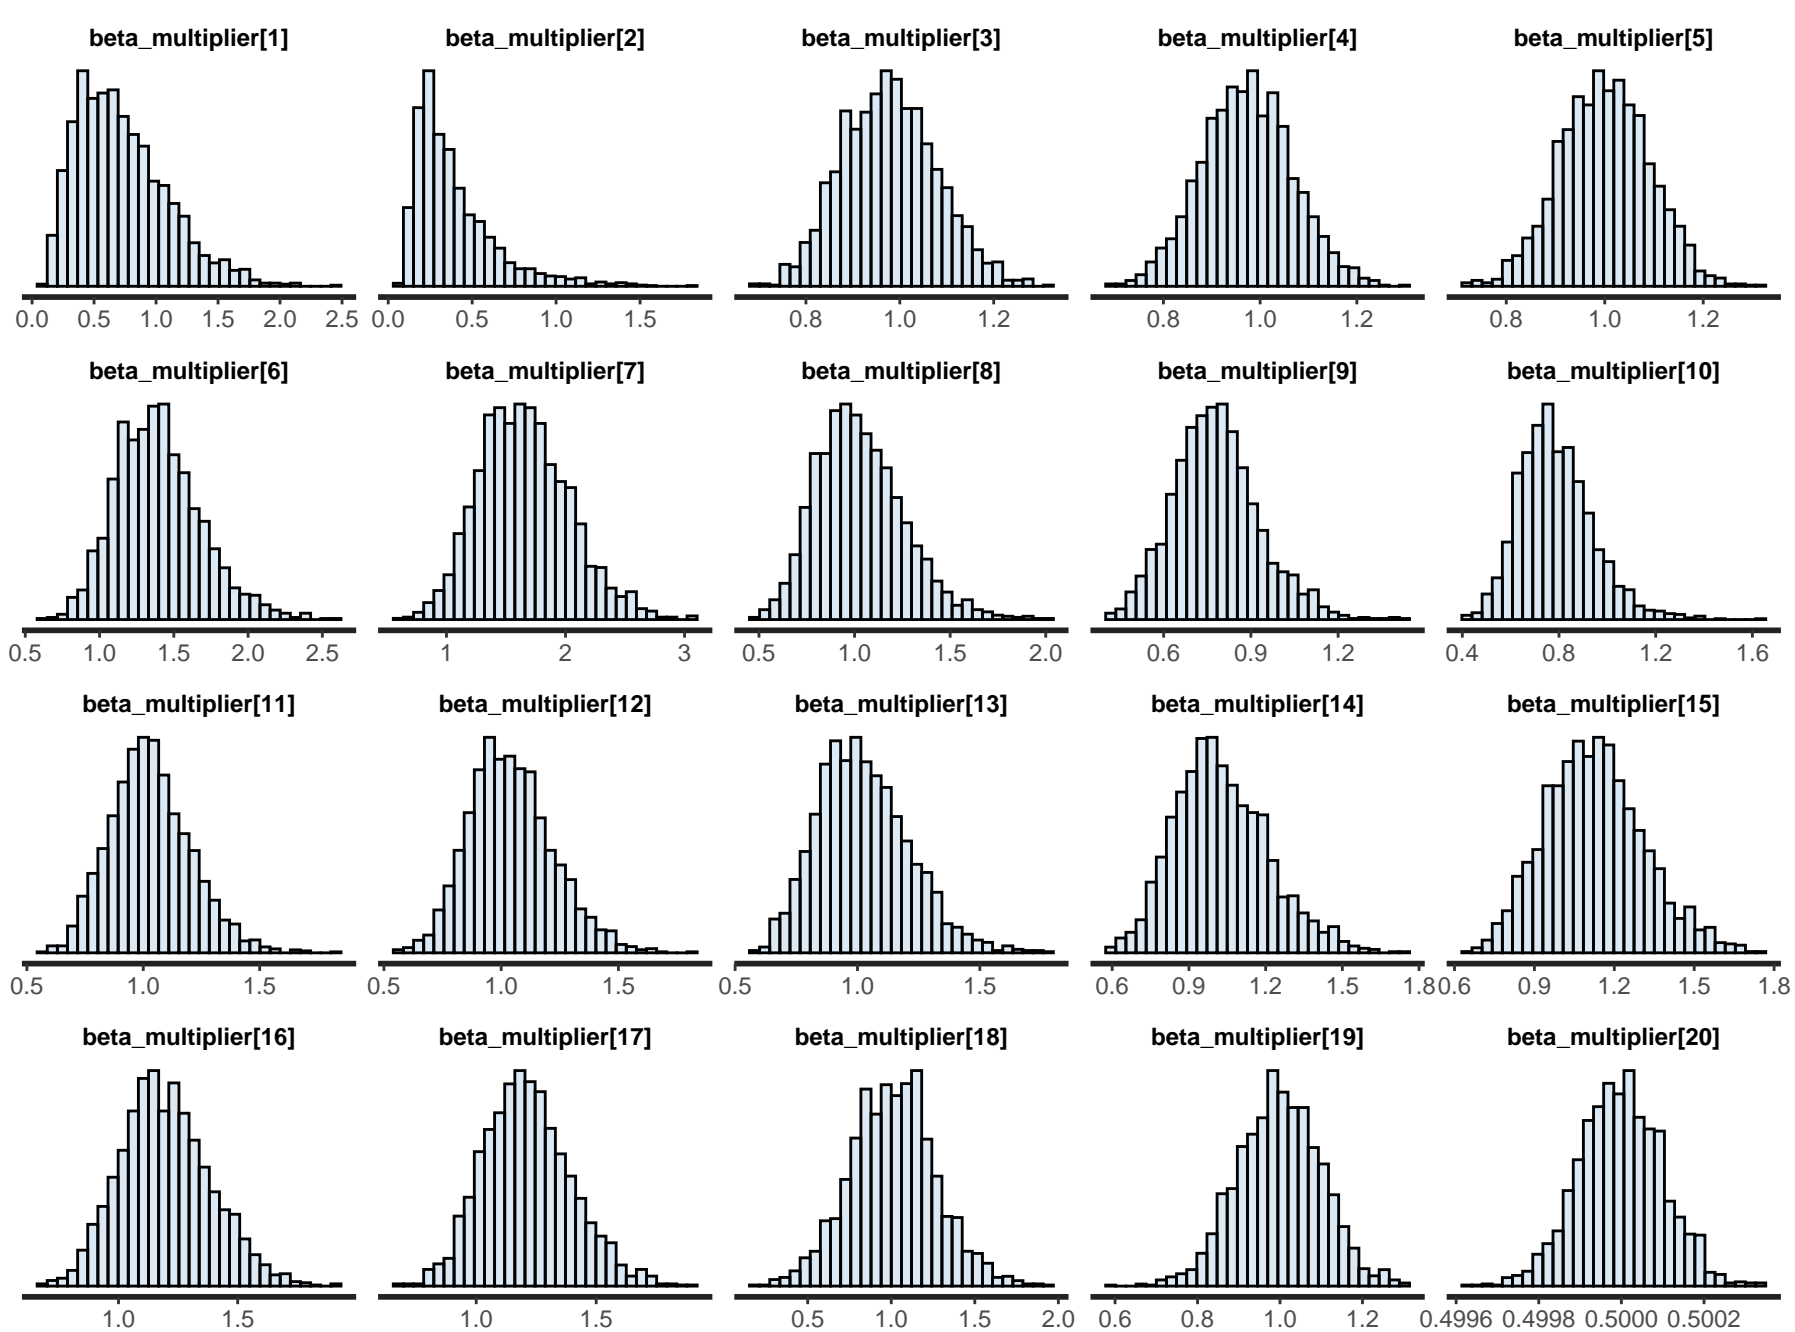 beta_multiplier[1] beta_multiplier[2] beta_multiplier[3] beta_multiplier[4] beta_multiplier[5]
0.0 0.5 1.0 1.5 2.0 2.5 0.0 0.5 1.0 1.5 0.8 1.0 1.2 0.8 1.0 1.2 0.8 1.0 1.2
beta_multiplier[6] beta_multiplier[7] beta_multiplier[8] beta_multiplier[9] beta_multiplier[10]
0.5 1.0 1.5 2.0 2.5 1 2 3 0.5 1.0 1.5 2.0 0.6 0.9 1.2 0.4 0.8 1.2 1.6
beta_multiplier[11] beta_multiplier[12] beta_multiplier[13] beta_multiplier[14] beta_multiplier[15]
0.5 1.0 1.5 0.5 1.0 1.5 0.5 1.0 1.5 0.6 0.9 1.2 1.5 1.8 0.6 0.9 1.2 1.5 1.8
beta_multiplier[16] beta_multiplier[17] beta_multiplier[18] beta_multiplier[19] beta_multiplier[20]
1.0 1.5 1.0 1.5 0.5 1.0 1.5 2.0 0.6 0.8 1.0 1.2 0.4996 0.4998 0.5000 0.5002